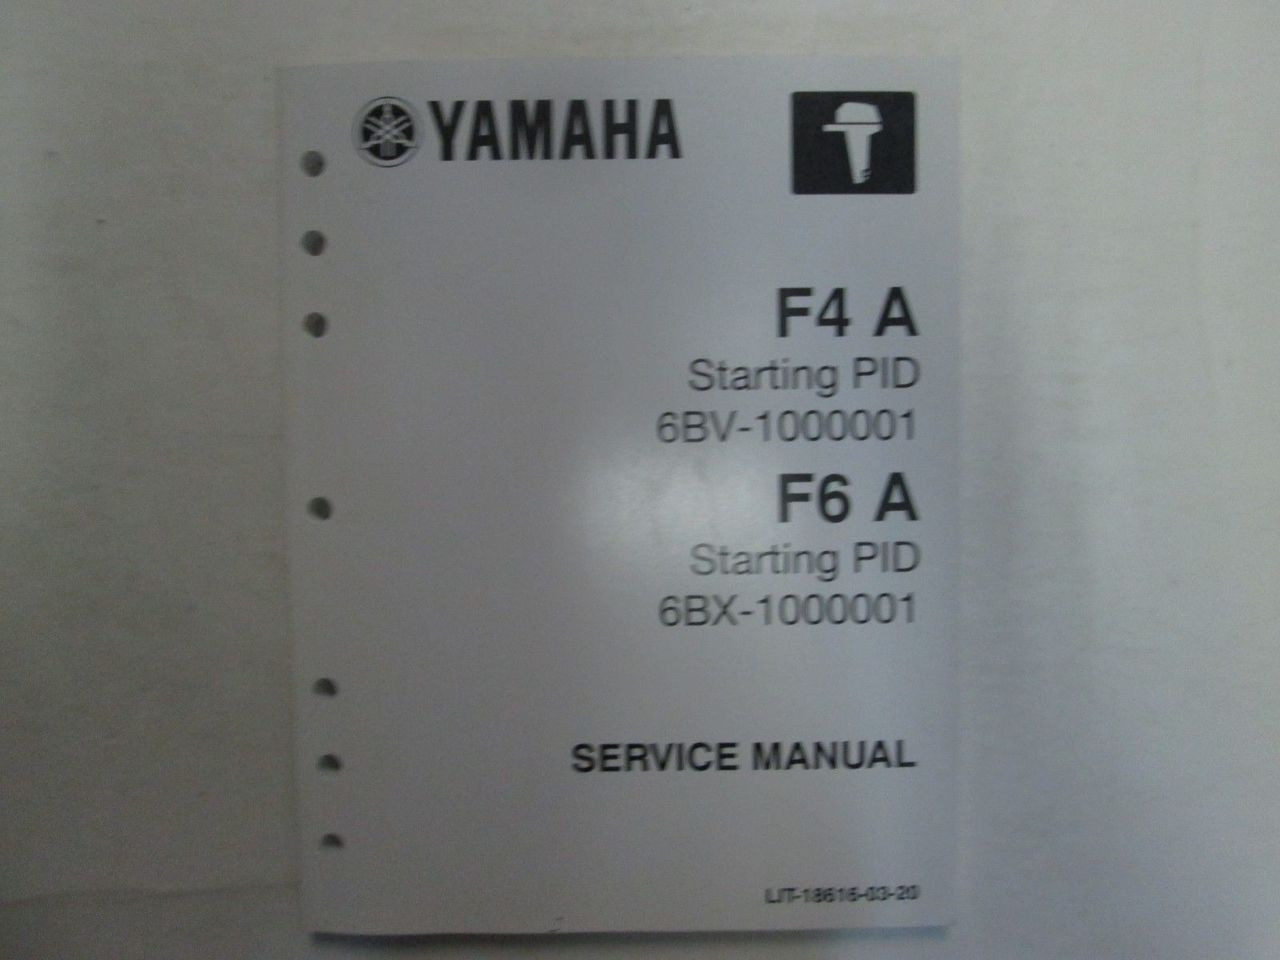 YAMAHA
F4 A
Starting PID
6BV-1000001
F6 A
Starting PID
6BX-1000001
SERVICE MANUAL
LIT-18616-03-20